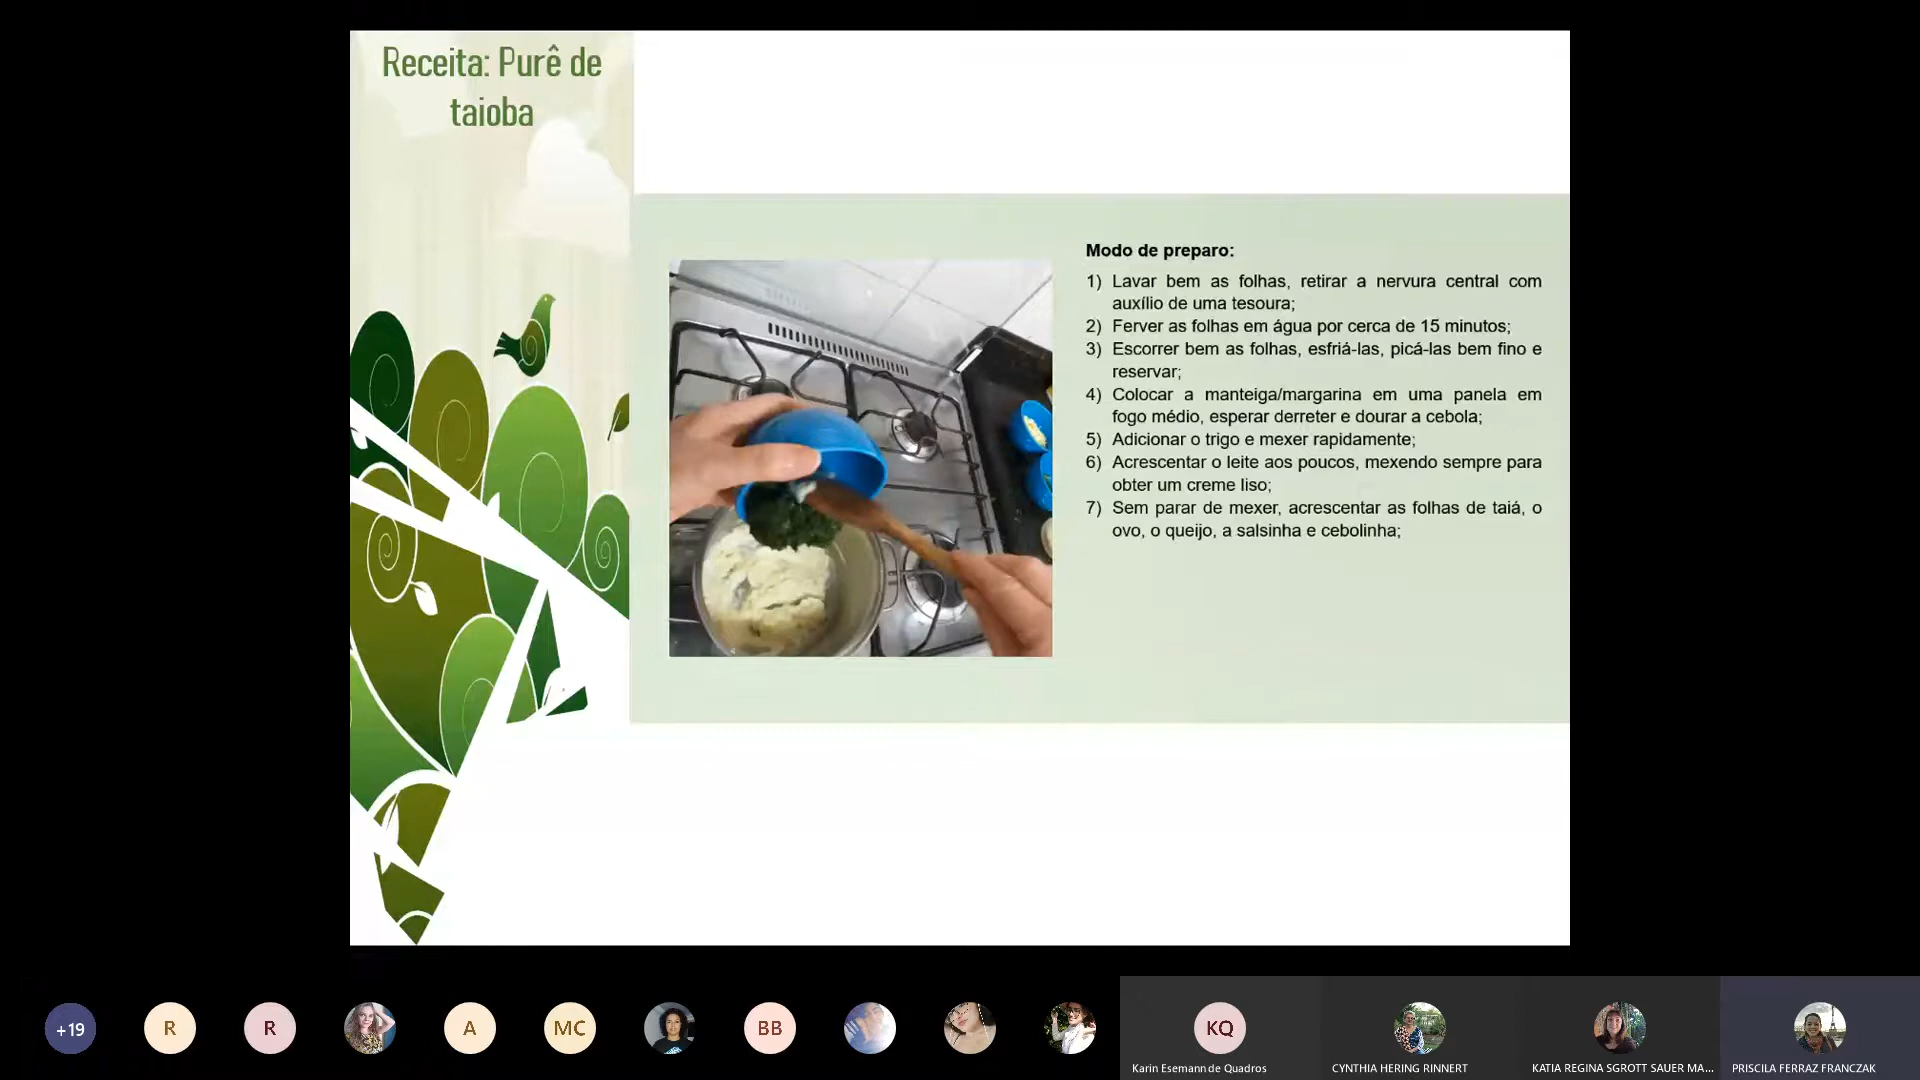 Receita: Purê de
taioba
Modo de preparo:
1) Lavar bem as folhas, retirar a nervura central com
auxílio de uma tesoura;
2) Ferver as folhas em água por cerca de 15 minutos;
3) Escorrer bem as folhas, esfriá-las, picá-las bem fino e
reservar;
4) Colocar a manteiga/margarina em uma panela em
fogo médio, esperar derreter e dourar a cebola;
5) Adicionar o trigo e mexer rapidamente;
6) Acrescentar o leite aos poucos, mexendo sempre para
obter um creme liso;
7) Sem parar de mexer, acrescentar as folhas de taiá, o
ovo, o queijo, a salsinha e cebolinha;
+19
R
R
A
MC
BB
KQ
Karin Esemann de Quadros
CYNTHIA HERING RINNERT
KATIA REGINA SGROTT SAUER MA...
PRISCILA FERRAZ FRANCZAK